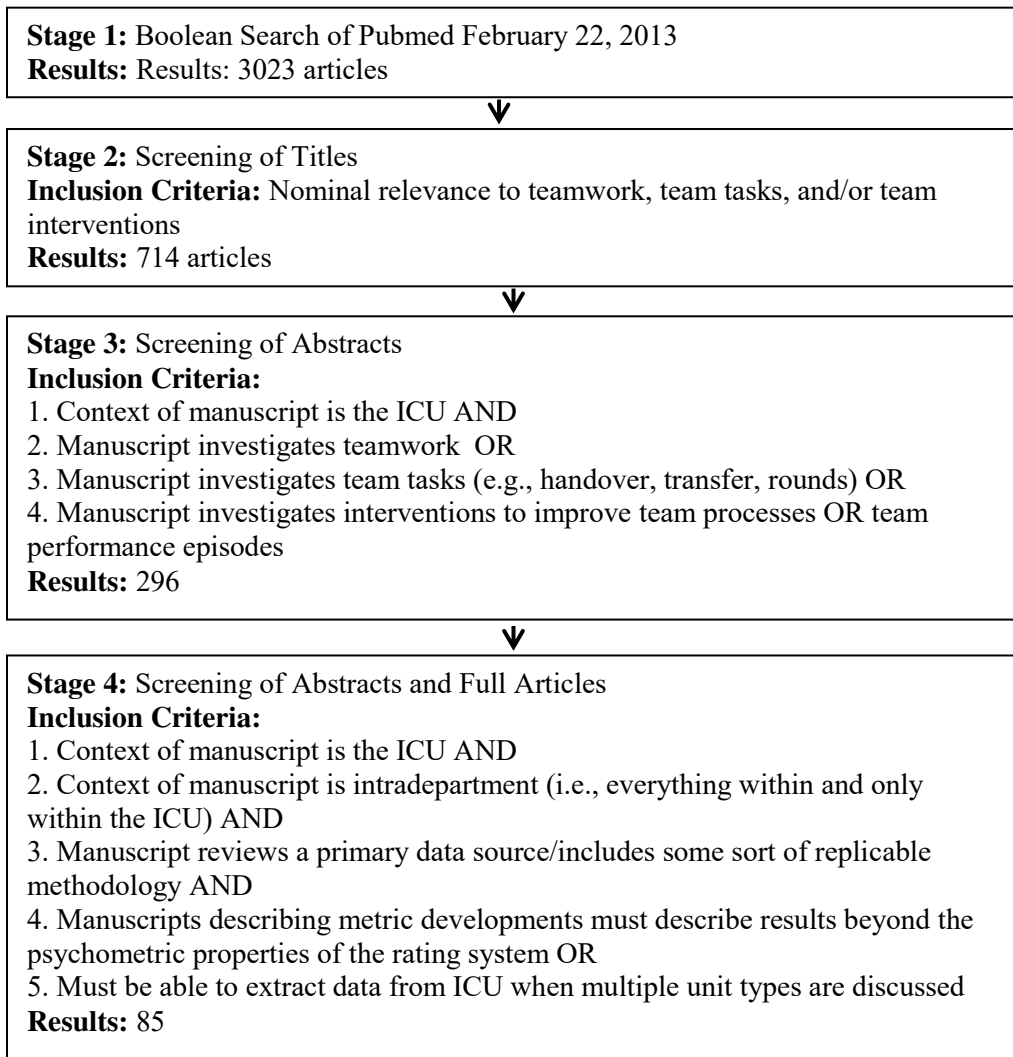 Stage 1: Boolean Search of Pubmed February 22, 2013
Results: Results: 3023 articles
Stage 2: Screening of Titles
Inclusion Criteria: Nominal relevance to teamwork, team tasks, and/or team
interventions
Results: 714 articles
Stage 3: Screening of Abstracts
Inclusion Criteria:
1. Context of manuscript is the ICU AND
2. Manuscript investigates teamwork OR
3. Manuscript investigates team tasks (e.g., handover, transfer, rounds) OR
4. Manuscript investigates interventions to improve team processes OR team
performance episodes
Results: 296
Stage 4: Screening of Abstracts and Full Articles
Inclusion Criteria:
1. Context of manuscript is the ICU AND
2. Context of manuscript is intradepartment (i.e., everything within and only
within the ICU) AND
3. Manuscript reviews a primary data source/includes some sort of replicable
methodology AND
4. Manuscripts describing metric developments must describe results beyond the
psychometric properties of the rating system OR
5. Must be able to extract data from ICU when multiple unit types are discussed
Results: 85